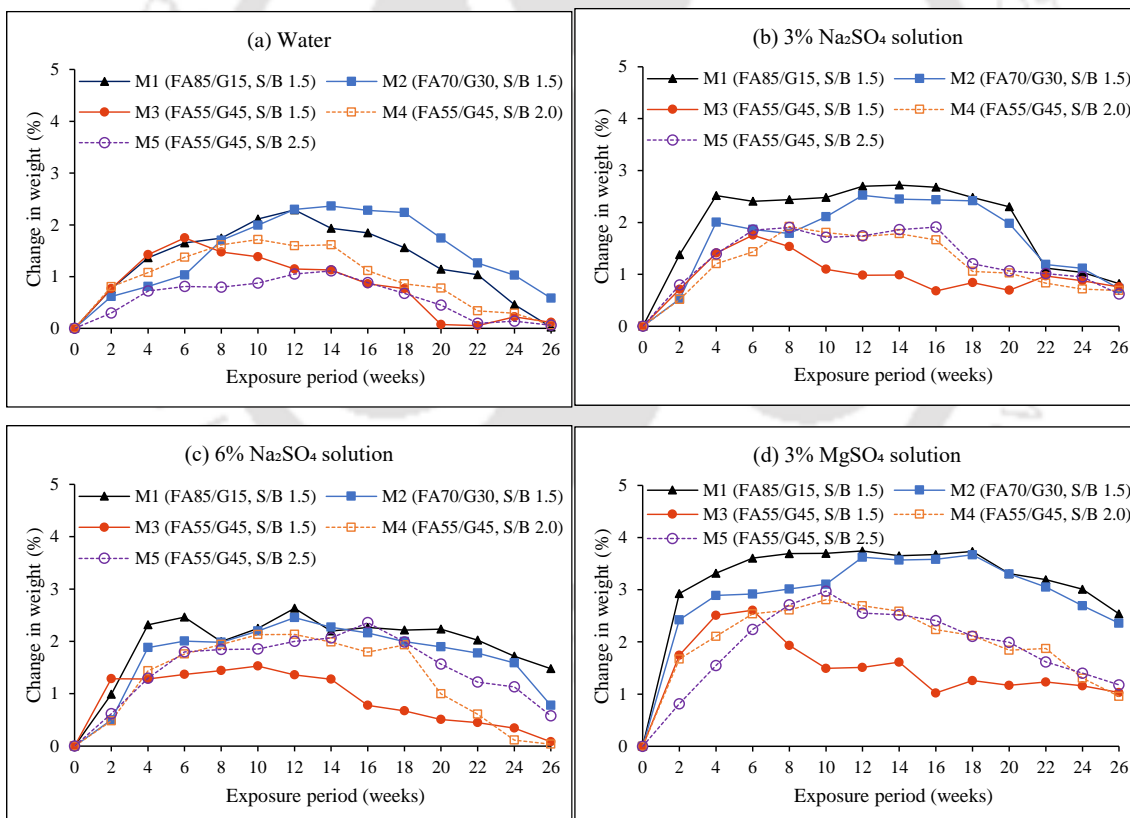 (a) Water
M1 (FA85/G15, S/B 1.5) M2 (FA70/G30, S/B 1.5)
M3 (FA55/G45, S/B 1.5) M4 (FA55/G45, S/B 2.0)
M5 (FA55/G45, S/B 2.5)
Change in weight (%)
5
4
3
2
1
0
0 2 4 6 8 10 12 14 16 18 20 22 24 26
Exposure period (weeks)
(b) 3% Na₂SO₄ solution
M1 (FA85/G15, S/B 1.5) M2 (FA70/G30, S/B 1.5)
M3 (FA55/G45, S/B 1.5) M4 (FA55/G45, S/B 2.0)
M5 (FA55/G45, S/B 2.5)
Change in weight (%)
5
4
3
2
1
0
0 2 4 6 8 10 12 14 16 18 20 22 24 26
Exposure period (weeks)
(c) 6% Na₂SO₄ solution
M1 (FA85/G15, S/B 1.5) M2 (FA70/G30, S/B 1.5)
M3 (FA55/G45, S/B 1.5) M4 (FA55/G45, S/B 2.0)
M5 (FA55/G45, S/B 2.5)
Change in weight (%)
5
4
3
2
1
0
0 2 4 6 8 10 12 14 16 18 20 22 24 26
Exposure period (weeks)
(d) 3% MgSO₄ solution
M1 (FA85/G15, S/B 1.5) M2 (FA70/G30, S/B 1.5)
M3 (FA55/G45, S/B 1.5) M4 (FA55/G45, S/B 2.0)
M5 (FA55/G45, S/B 2.5)
Change in weight (%)
5
4
3
2
1
0
0 2 4 6 8 10 12 14 16 18 20 22 24 26
Exposure period (weeks)